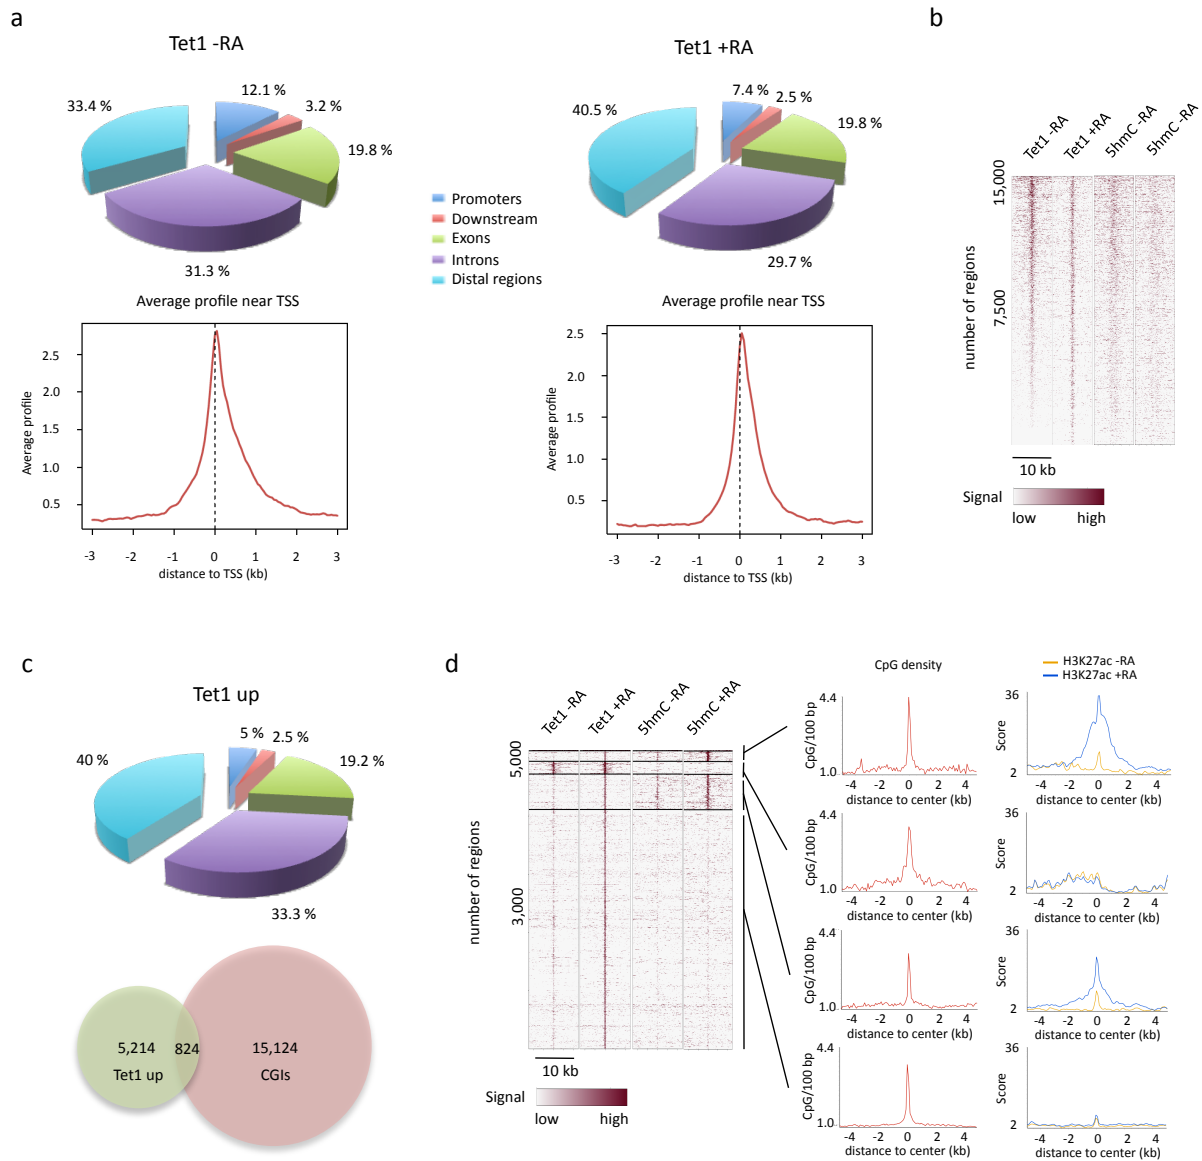 a
Tet1 -RA
12.1 %
3.2 %
33.4 %
19.8 %
31.3 %
Tet1 +RA
7.4 %
2.5 %
40.5 %
19.8 %
29.7 %
Promoters
Downstream
Exons
Introns
Distal regions
Average profile near TSS
Average profile
2.5
2.0
1.5
1.0
0.5
-3 -2 -1 0 1 2 3
distance to TSS (kb)
Average profile near TSS
Average profile
2.5
2.0
1.5
1.0
0.5
-3 -2 -1 0 1 2 3
distance to TSS (kb)
b
Tet1 -RA
Tet1 +RA
5hmC -RA
5hmC -RA
number of regions
15,000
7,500
10 kb
Signal
low high
c
Tet1 up
5 %
2.5 %
40 %
19.2 %
33.3 %
5,214
Tet1 up
824
15,124
CGIs
d
Tet1 -RA
Tet1 +RA
5hmC -RA
5hmC +RA
number of regions
5,000
3,000
10 kb
Signal
low high
CpG density
H3K27ac -RA
H3K27ac +RA
CpG/100 bp
4.4
1.0
-4 -2 0 2 4
distance to center (kb)
Score
36
2
-4 -2 0 2 4
distance to center (kb)
CpG/100 bp
4.4
1.0
-4 -2 0 2 4
distance to center (kb)
Score
36
2
-4 -2 0 2 4
distance to center (kb)
CpG/100 bp
4.4
1.0
-4 -2 0 2 4
distance to center (kb)
Score
36
2
-4 -2 0 2 4
distance to center (kb)
CpG/100 bp
4.4
1.0
-4 -2 0 2 4
distance to center (kb)
Score
36
2
-4 -2 0 2 4
distance to center (kb)